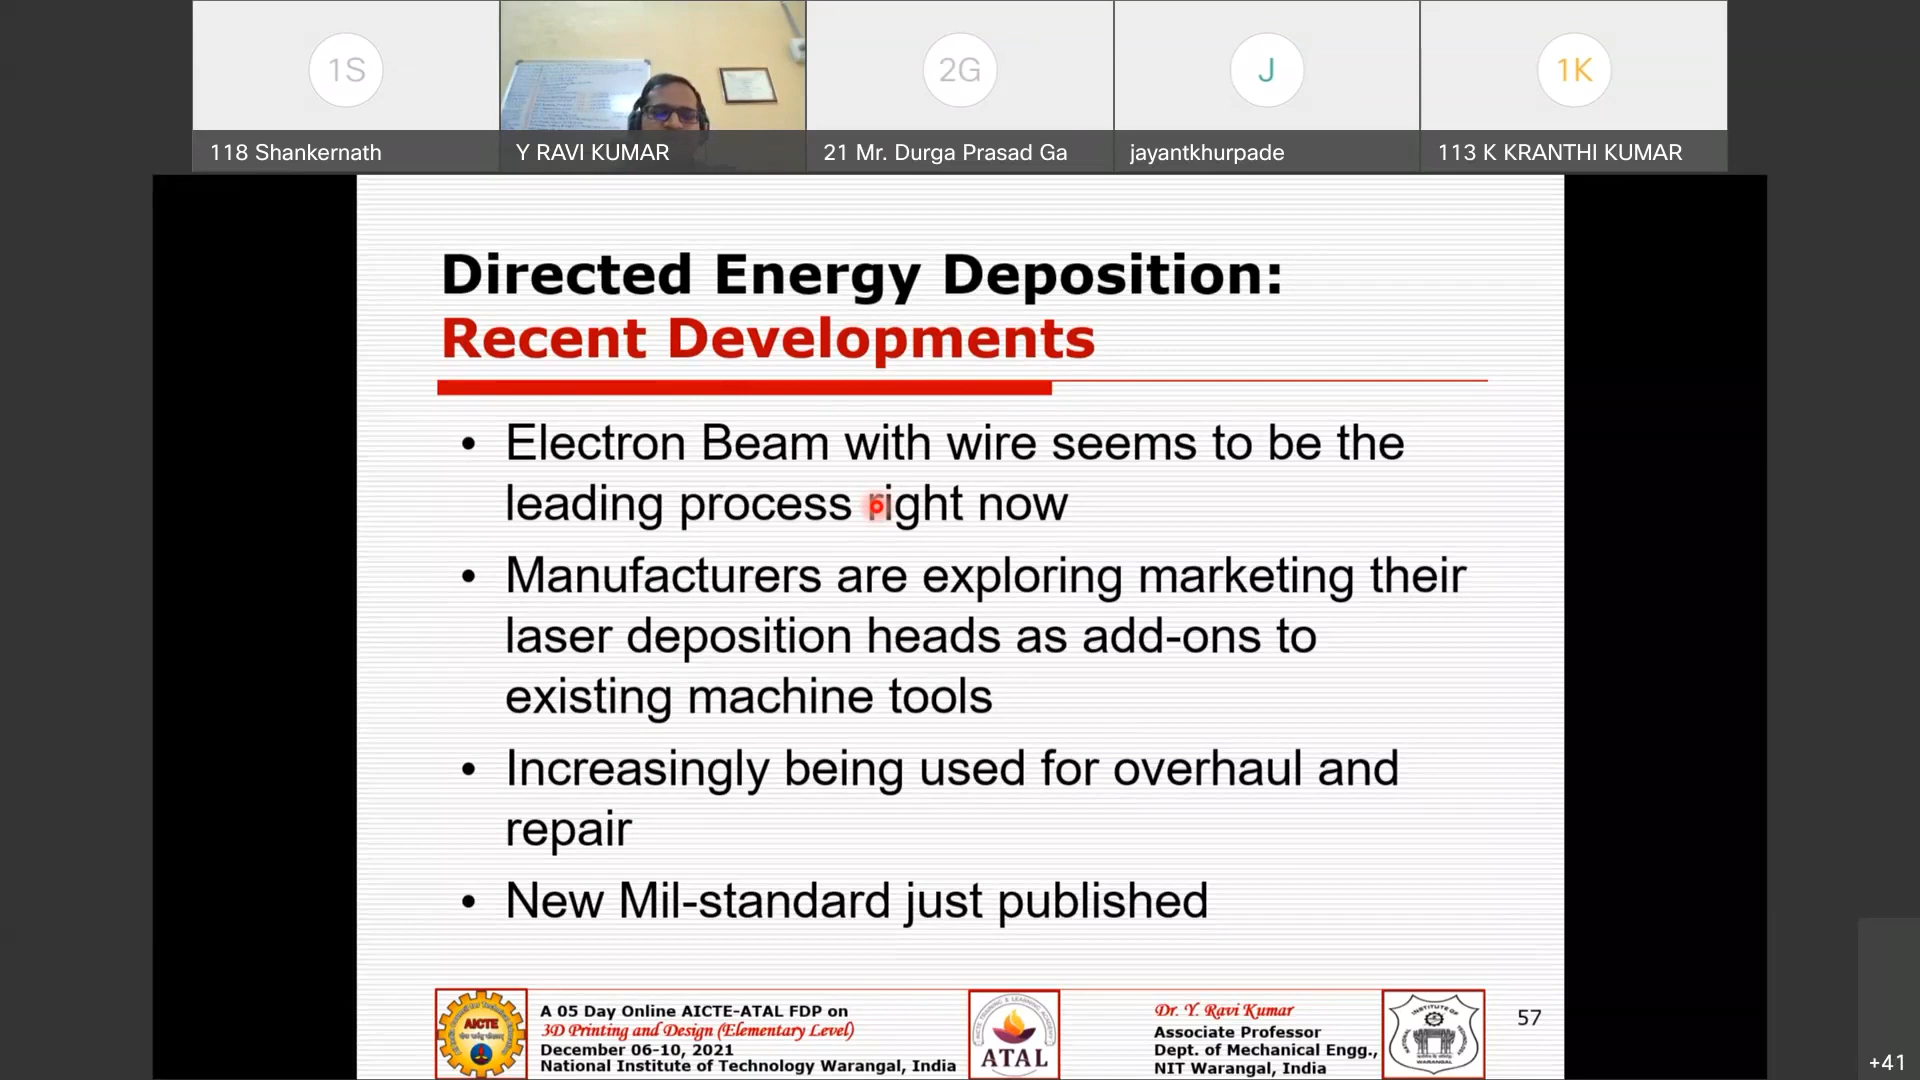 1S
2G
J
1K
118 Shankernath
Y RAVI KUMAR
21 Mr. Durga Prasad Ga
jayantkhurpade
113 K KRANTHI KUMAR
Directed Energy Deposition:
Recent Developments
• Electron Beam with wire seems to be the
leading process right now
• Manufacturers are exploring marketing their
laser deposition heads as add-ons to
existing machine tools
• Increasingly being used for overhaul and
repair
• New Mil-standard just published
AICTE
A 05 Day Online AICTE-ATAL FDP on
3D Printing and Design (Elementary Level)
December 06-10, 2021
National Institute of Technology Warangal, India
ATAL
Dr. Y. Ravi Kumar
Associate Professor
Dept. of Mechanical Engg.,
NIT Warangal, India
WARANGAL
57
+41